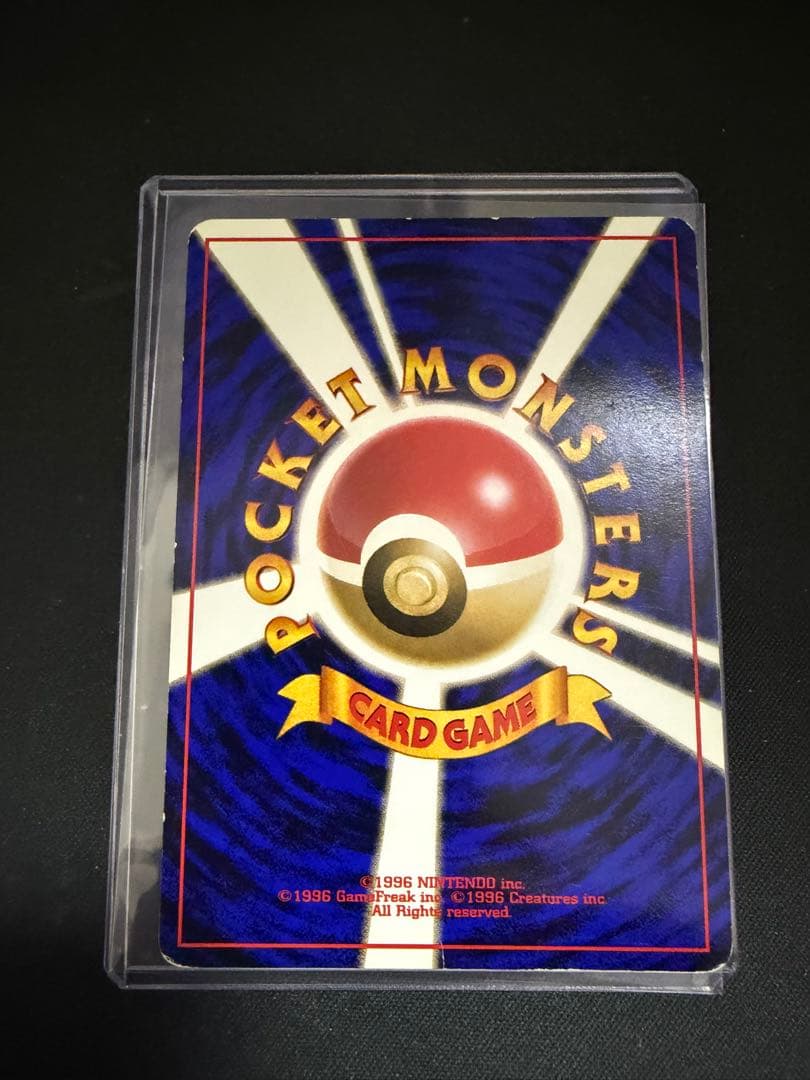 POCKET MONSTERS
CARD GAME
©1996 NINTENDO inc.
©1996 GameFreak inc. ©1996 Creatures inc.
All Rights reserved.